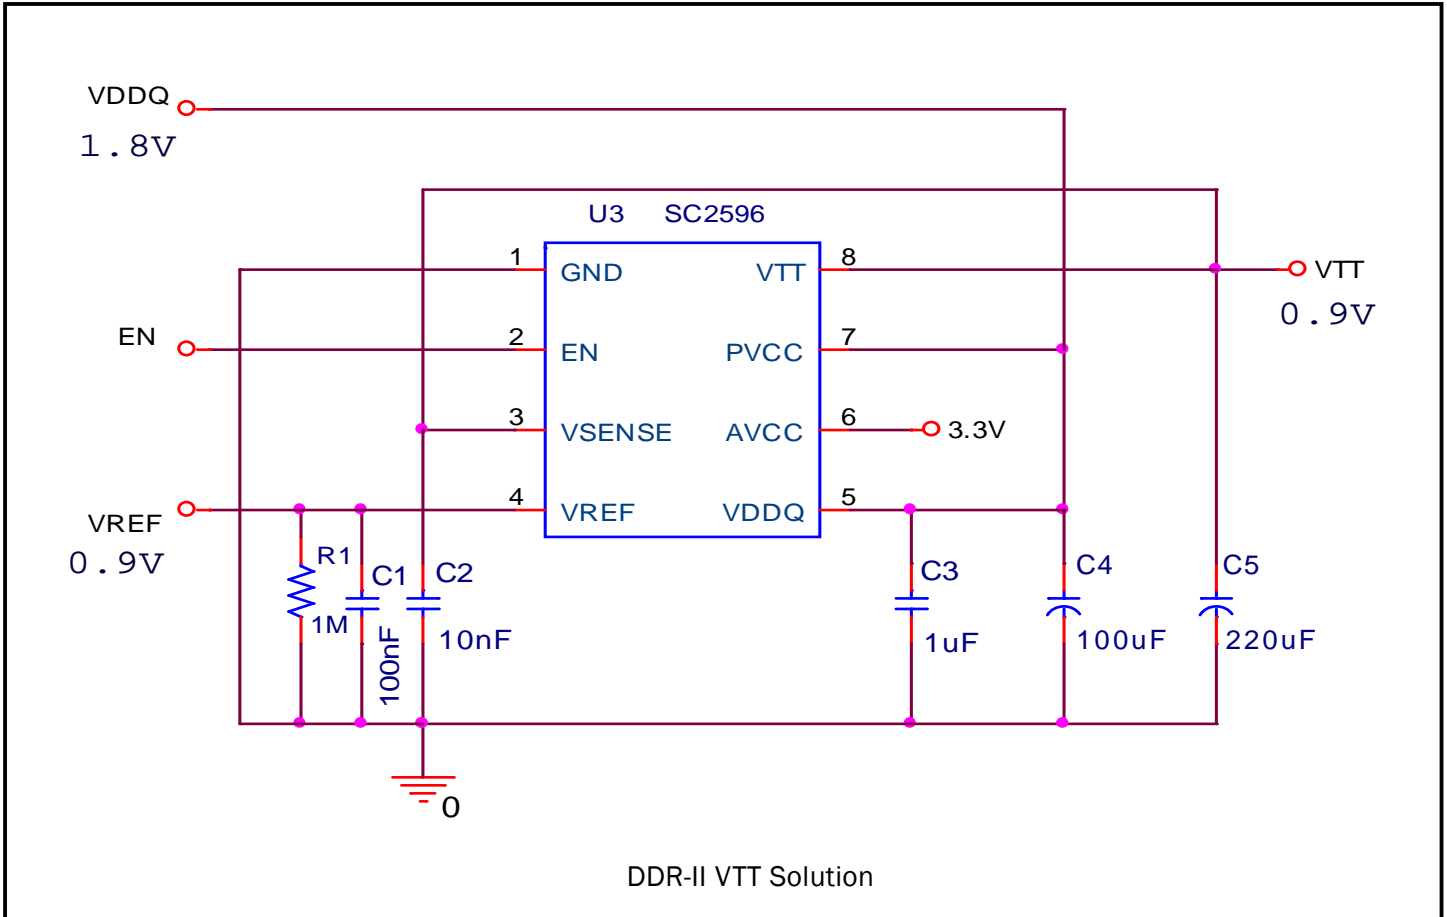 VDDQ
1.8V
U3 SC2596
1 GND VTT 8 VTT
0.9V
EN 2 EN PVCC 7
3 VSENSE AVCC 6 3.3V
4 VREF VDDQ 5
VREF
0.9V
R1
1M
C1
100nF
C2
10nF
C3
1uF
C4
100uF
C5
220uF
0
DDR-II VTT Solution